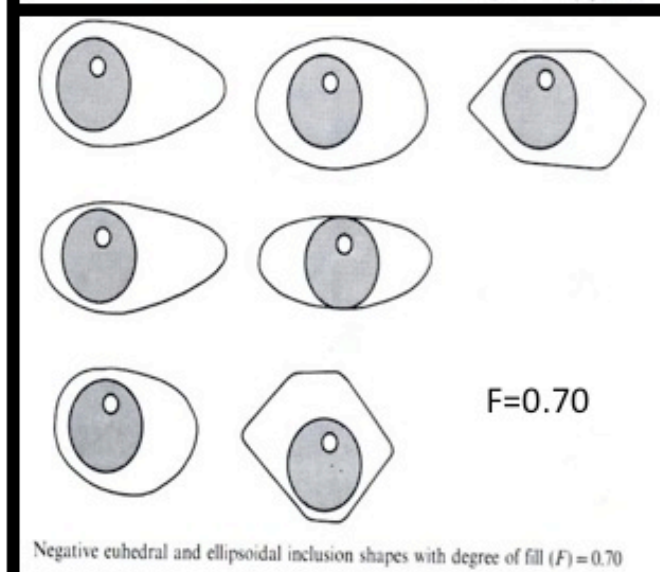 F=0.70
Negative euhedral and ellipsoidal inclusion shapes with degree of fill (F)=0.70